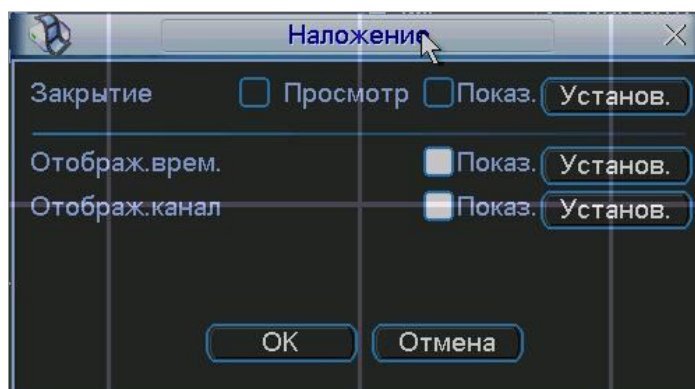 Наложение
Закрытие Просмотр Показ. Установ.
Отображ.врем. Показ. Установ.
Отображ.канал Показ. Установ.
OK Отмена